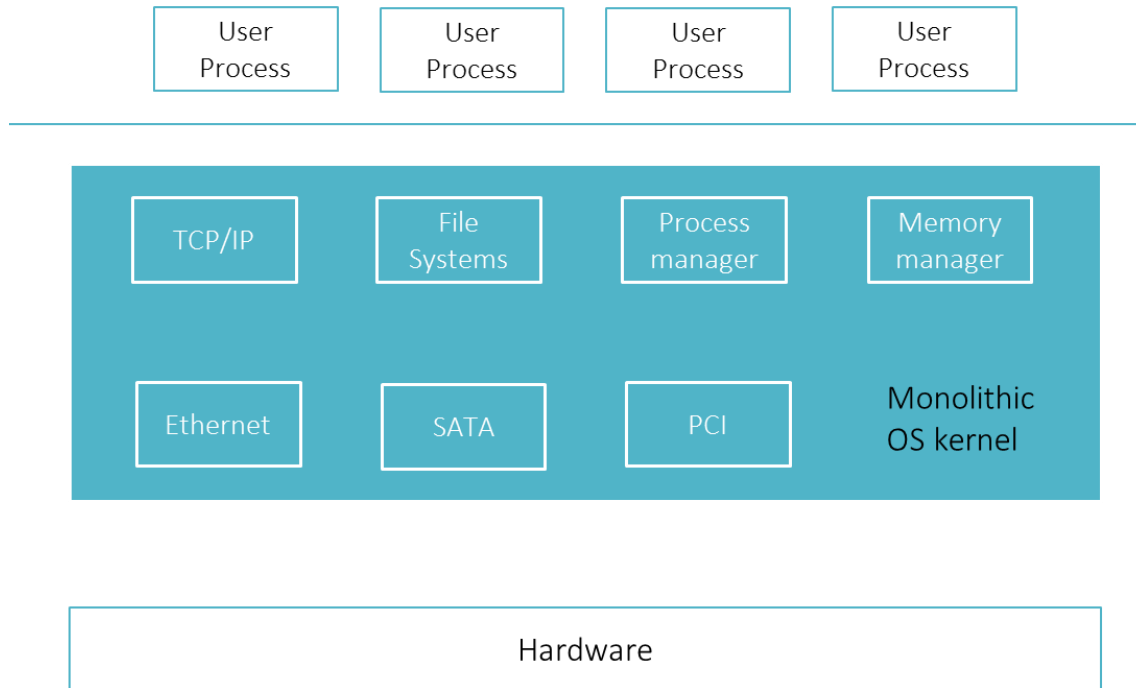 User
Process
User
Process
User
Process
User
Process
TCP/IP
File
Systems
Process
manager
Memory
manager
Ethernet
SATA
PCI
Monolithic
OS kernel
Hardware